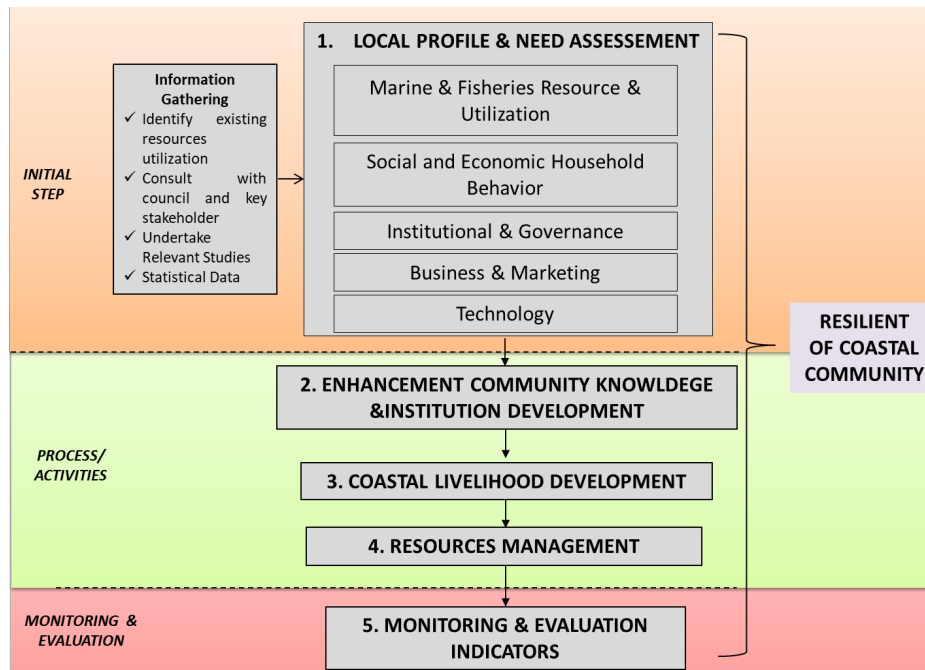 1. LOCAL PROFILE & NEED ASSESSEMENT
Information
Gathering
✓ Identify existing
resources
utilization
✓ Consult with
council and key
stakeholder
✓ Undertake
Relevant Studies
✓ Statistical Data
Marine & Fisheries Resource &
Utilization
Social and Economic Household
Behavior
Institutional & Governance
Business & Marketing
Technology
INITIAL
STEP
RESILIENT
OF COASTAL
COMMUNITY
2. ENHANCEMENT COMMUNITY KNOWLDEGE
&INSTITUTION DEVELOPMENT
PROCESS/
ACTIVITIES
3. COASTAL LIVELIHOOD DEVELOPMENT
4. RESOURCES MANAGEMENT
MONITORING &
EVALUATION
5. MONITORING & EVALUATION
INDICATORS